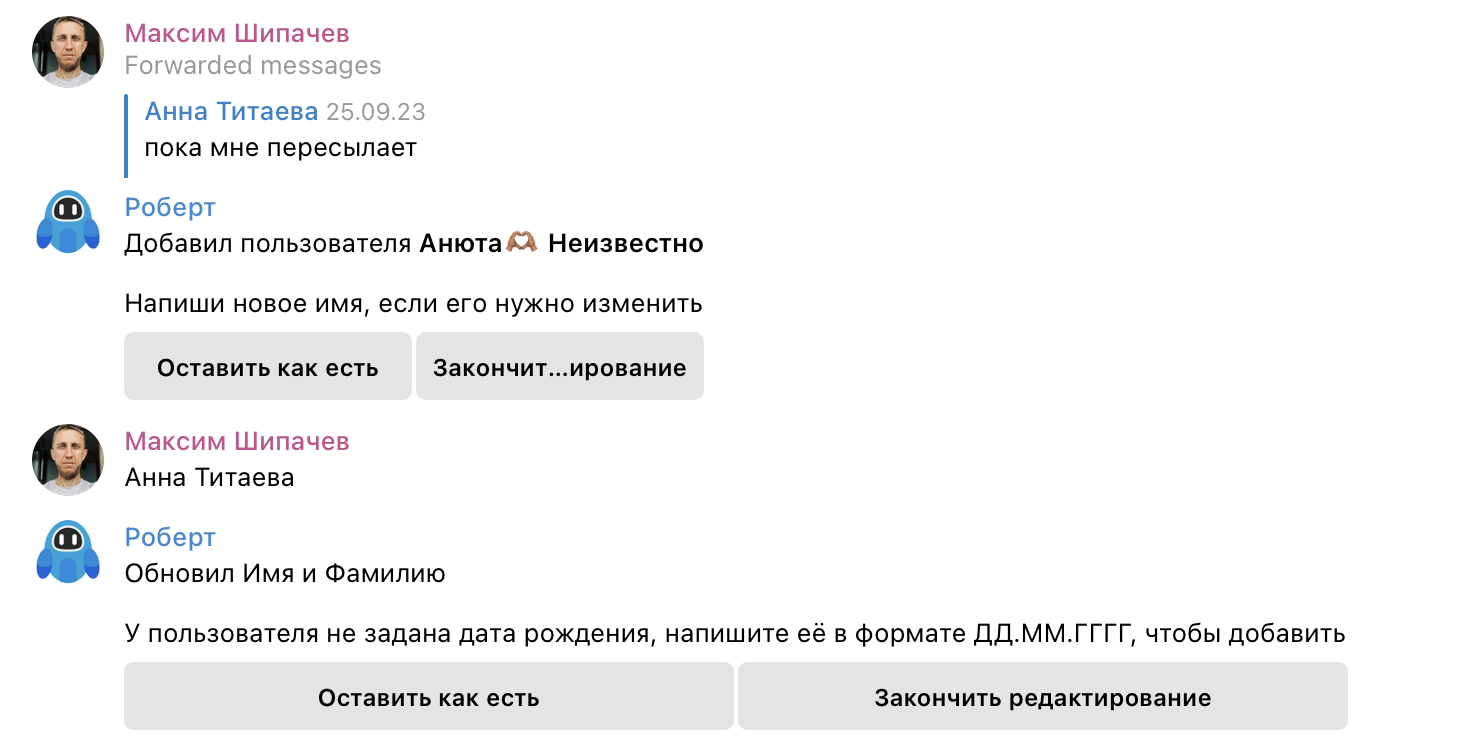 Максим Шипачев
Forwarded messages
Анна Титаева 25.09.23
пока мне пересылает
Роберт
Добавил пользователя Анюта🫶🏽 Неизвестно
Напиши новое имя, если его нужно изменить
Оставить как есть Закончит...ирование
Максим Шипачев
Анна Титаева
Роберт
Обновил Имя и Фамилию
У пользователя не задана дата рождения, напишите её в формате ДД.ММ.ГГГГ, чтобы добавить
Оставить как есть Закончить редактирование